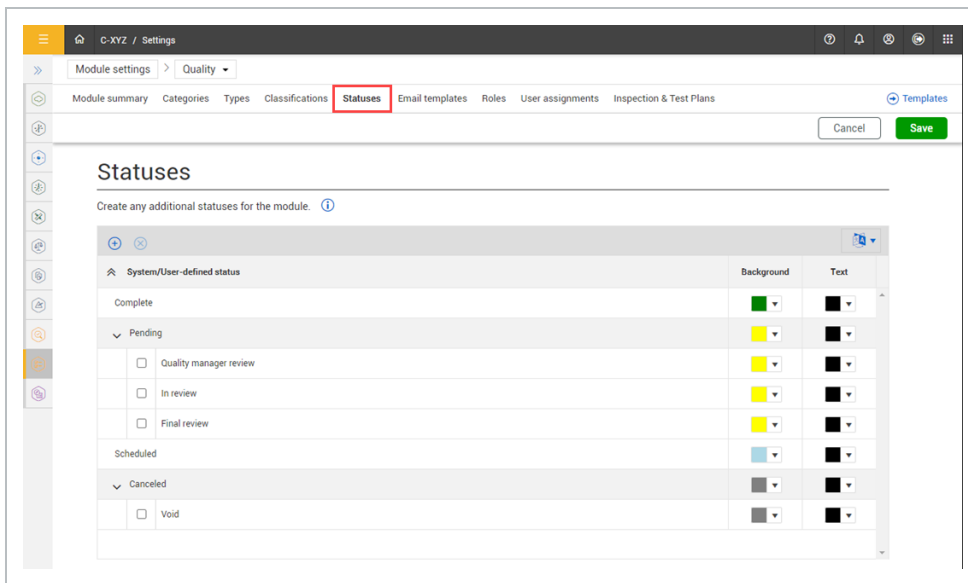 C-XYZ / Settings
Module settings > Quality
Module summary Categories Types Classifications Statuses Email templates Roles User assignments Inspection & Test Plans Templates
Cancel Save
Statuses
Create any additional statuses for the module.
System/User-defined status Background Text
Complete
Pending
Quality manager review
In review
Final review
Scheduled
Canceled
Void